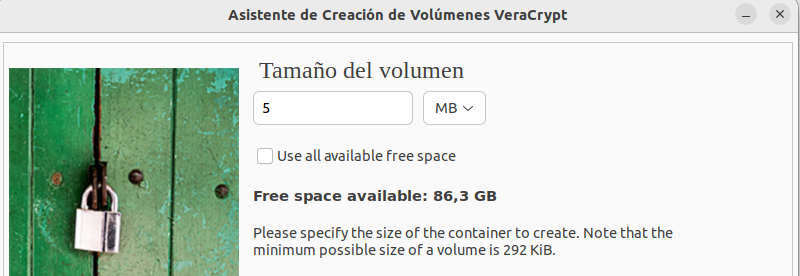 Asistente de Creación de Volúmenes VeraCrypt
Tamaño del volumen
5
MB
Use all available free space
Free space available: 86,3 GB
Please specify the size of the container to create. Note that the
minimum possible size of a volume is 292 KiB.